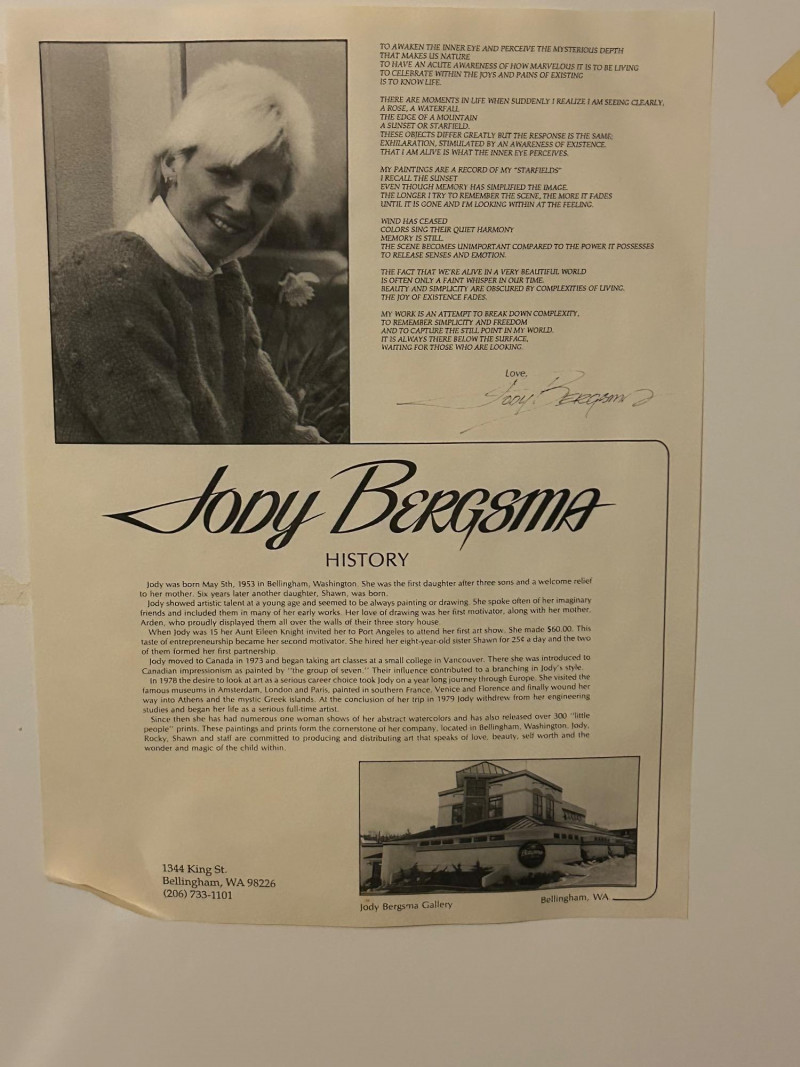 TO AWAKEN THE INNER EYE AND PERCEIVE THE MYSTERIOUS DEPTH
THAT MAKES US NATURE
TO HAVE AN ACUTE AWARENESS OF HOW MARVELOUS IT IS TO BE LIVING
TO CELEBRATE WITHIN THE JOYS AND PAINS OF EXISTING
IS TO KNOW LIFE.
THERE ARE MOMENTS IN LIFE WHEN SUDDENLY I REALIZE I AM SEEING CLEARLY,
A ROSE, A WATERFALL
THE EDGE OF A MOUNTAIN
A SUNSET OR STARFIELD.
THESE OBJECTS DIFFER GREATLY BUT THE RESPONSE IS THE SAME;
EXHILARATION, STIMULATED BY AN AWARENESS OF EXISTENCE.
THAT I AM ALIVE IS WHAT THE INNER EYE PERCEIVES.
MY PAINTINGS ARE A RECORD OF MY "STARFIELDS"
I RECALL THE SUNSET
EVEN THOUGH MEMORY HAS SIMPLIFIED THE IMAGE.
THE LONGER I TRY TO REMEMBER THE SCENE, THE MORE IT FADES
UNTIL IT IS GONE AND I'M LOOKING WITHIN AT THE FEELING.
WIND HAS CEASED
COLORS SING THEIR QUIET HARMONY
MEMORY IS STILL.
THE SCENE BECOMES UNIMPORTANT COMPARED TO THE POWER IT POSSESSES
TO RELEASE SENSES AND EMOTION.
THE FACT THAT WE'RE ALIVE IN A VERY BEAUTIFUL WORLD
IS OFTEN ONLY A FAINT WHISPER IN OUR TIME.
BEAUTY AND SIMPLICITY ARE OBSCURED BY COMPLEXITIES OF LIVING.
THE JOY OF EXISTENCE FADES.
MY WORK IS AN ATTEMPT TO BREAK DOWN COMPLEXITY,
TO REMEMBER SIMPLICITY AND FREEDOM
AND TO CAPTURE THE STILL POINT IN MY WORLD.
IT IS ALWAYS THERE BELOW THE SURFACE,
WAITING FOR THOSE WHO ARE LOOKING.
Love,
Jody Bergsma
JODY BERGSMA
HISTORY
Jody was born May 5th, 1953 in Bellingham, Washington. She was the first daughter after three sons and a welcome relief
to her mother. Six years later another daughter, Shawn, was born.
Jody showed artistic talent at a young age and seemed to be always painting or drawing. She spoke often of her imaginary
friends and included them in many of her early works. Her love of drawing was her first motivator, along with her mother,
Arden, who proudly displayed them all over the walls of their three story house.
When Jody was 15 her Aunt Eileen Knight invited her to Port Angeles to attend her first art show. She made $60.00. This
taste of entrepreneurship became her second motivator. She hired her eight-year-old sister Shawn for 25¢ a day and the two
of them formed her first partnership.
Jody moved to Canada in 1973 and began taking art classes at a small college in Vancouver. There she was introduced to
Canadian impressionism as painted by "the group of seven." Their influence contributed to a branching in Jody's style.
In 1978 the desire to look at art as a serious career choice took Jody on a year long journey through Europe. She visited the
famous museums in Amsterdam, London and Paris, painted in southern France, Venice and Florence and finally wound her
way into Athens and the mystic Greek islands. At the conclusion of her trip in 1979 Jody withdrew from her engineering
studies and began her life as a serious full-time artist.
Since then she has had numerous one woman shows of her abstract watercolors and has also released over 300 "little
people" prints. These paintings and prints form the cornerstone of her company, located in Bellingham, Washington. Jody,
Rocky, Shawn and staff are committed to producing and distributing art that speaks of love, beauty, self worth and the
wonder and magic of the child within.
1344 King St.
Bellingham, WA 98226
(206) 733-1101
Bergsma
Jody Bergsma Gallery
Bellingham, WA